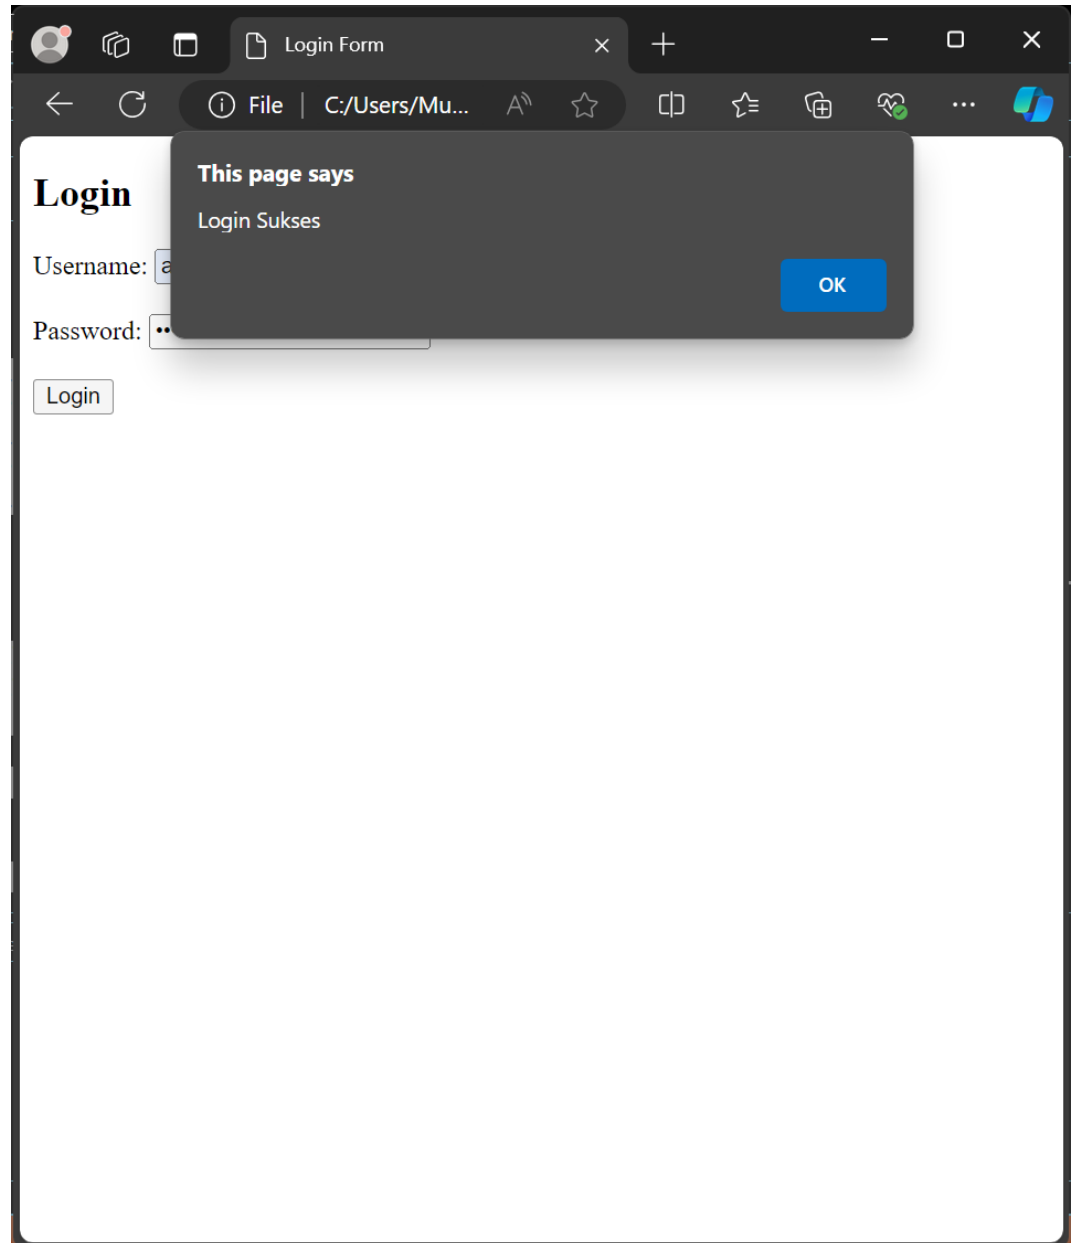 Login Form
File
C:/Users/Mu...
This page says
Login Sukses
OK
Login
Username: a
Password:
Login